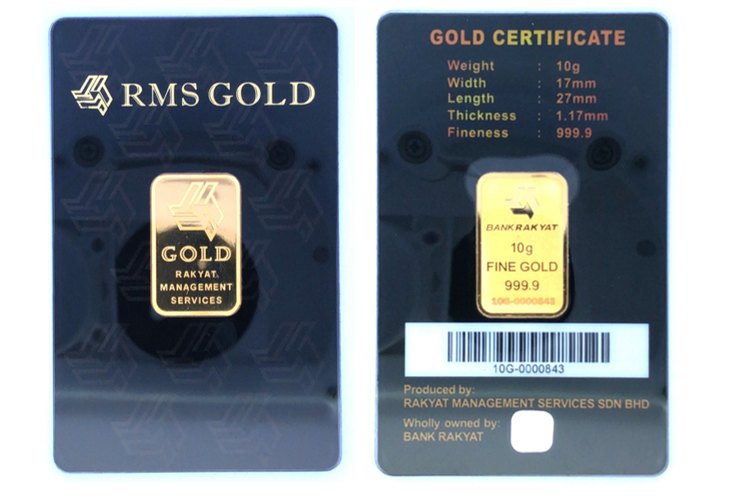 RMS GOLD
GOLD
RAKYAT
MANAGEMENT
SERVICES
GOLD CERTIFICATE
Weight : 10g
Width : 17mm
Length : 27mm
Thickness : 1.17mm
Fineness : 999.9
BANKRAKYAT
10g
FINE GOLD
999.9
10G-0000843
10G-0000843
Produced by:
RAKYAT MANAGEMENT SERVICES SDN BHD
Wholly owned by:
BANK RAKYAT